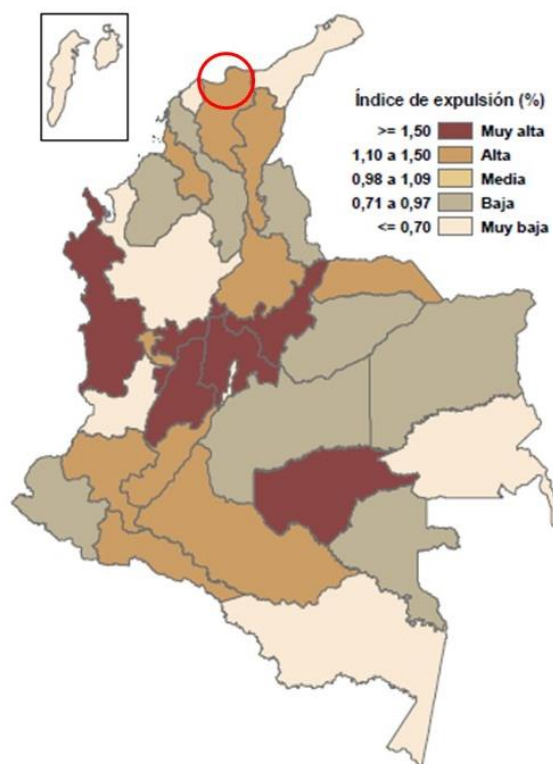 Índice de expulsión (%)
>= 1,50 Muy alta
1,10 a 1,50 Alta
0,98 a 1,09 Media
0,71 a 0,97 Baja
<= 0,70 Muy baja